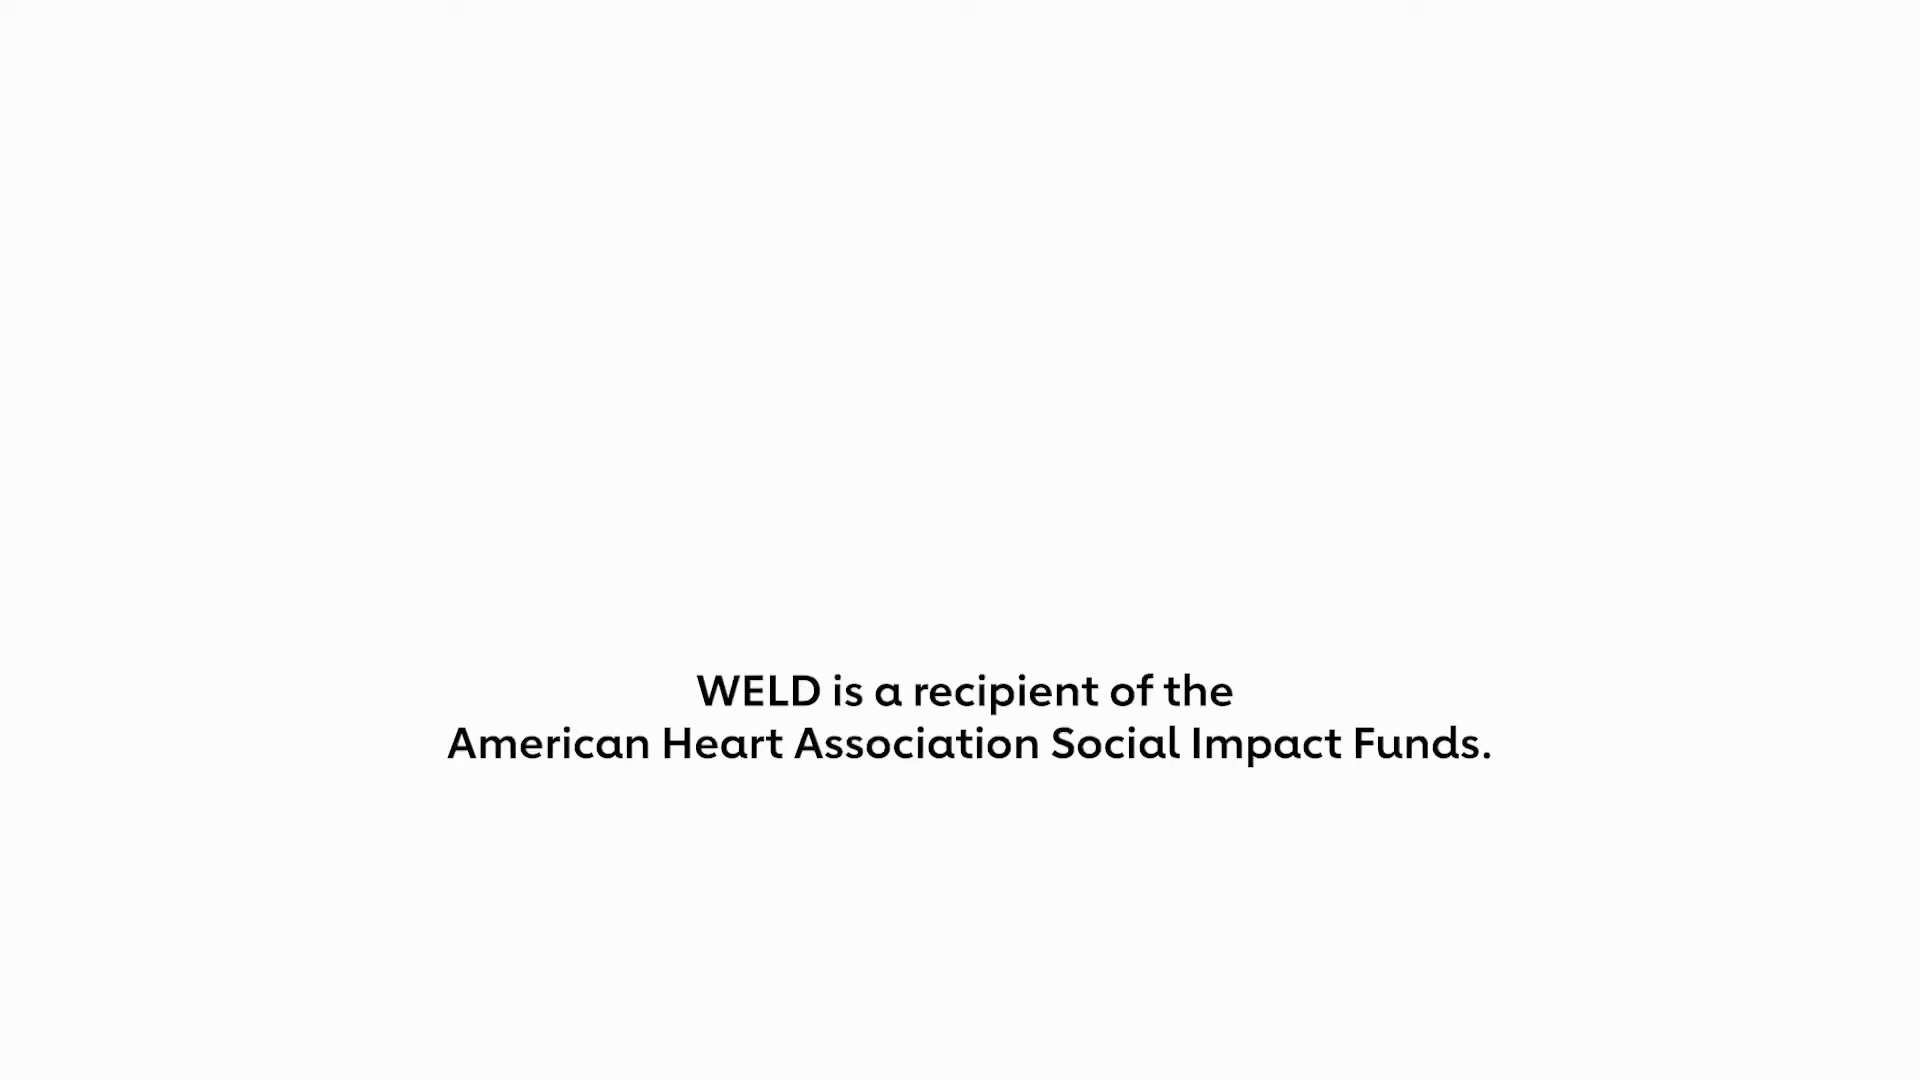 WELD is a recipient of the
American Heart Association Social Impact Funds.